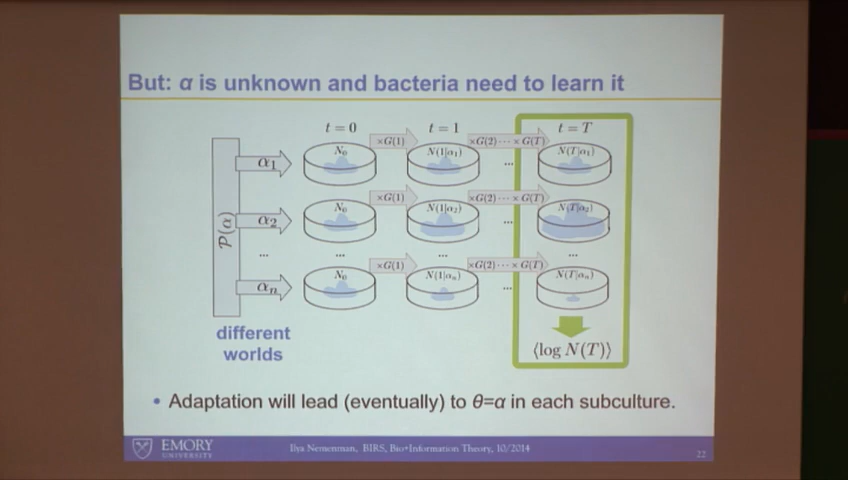 But: α is unknown and bacteria need to learn it
t = 0
t = 1
t = T
P(α)
α₁
N₀
×G(1)
N(1|α₁)
×G(2)···×G(T)
...
N(T|α₁)
α₂
N₀
×G(1)
N(1|α₂)
×G(2)···×G(T)
...
N(T|α₂)
...
...
...
...
αₙ
N₀
×G(1)
N(1|αₙ)
×G(2)···×G(T)
...
N(T|αₙ)
different
worlds
⟨log N(T)⟩
• Adaptation will lead (eventually) to θ=α in each subculture.
EMORY
UNIVERSITY
Ilya Nemenman, BIRS, Bio+Information Theory, 10/2014
22